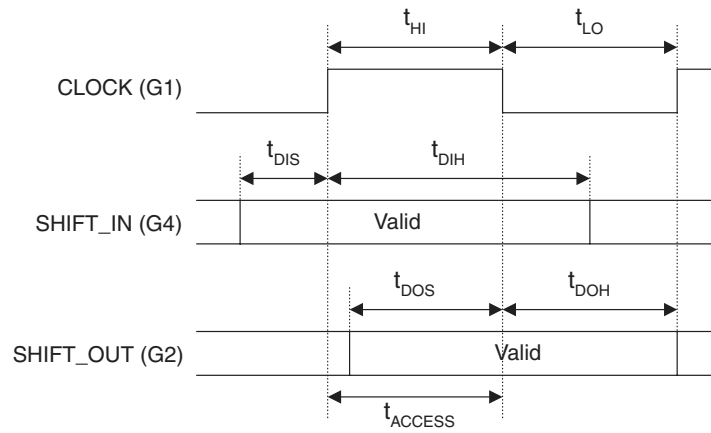 tHI
tLO
CLOCK (G1)
tDIS
tDIH
SHIFT_IN (G4)
Valid
tDOS
tDOH
SHIFT_OUT (G2)
Valid
tACCESS